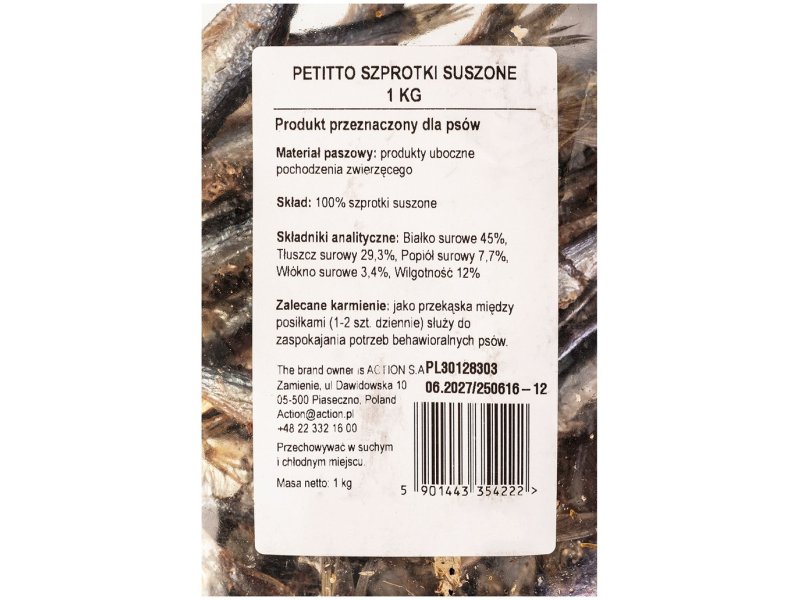 PETITTO SZPROTKI SUSZONE
1 KG
Produkt przeznaczony dla psów
Materiał paszowy: produkty uboczne
pochodzenia zwierzęcego
Skład: 100% szprotki suszone
Składniki analityczne: Białko surowe 45%,
Tłuszcz surowy 29,3%, Popiół surowy 7,7%,
Włókno surowe 3,4%, Wilgotność 12%
Zalecane karmienie: jako przekąska między
posiłkami (1-2 szt. dziennie) służy do
zaspokajania potrzeb behawioralnych psów.
The brand owner is ACTION S.A PL30128303
Zamienie, ul Dawidowska 10 06.2027/250616-12
05-500 Piaseczno, Poland
Action@action.pl
+48 22 332 16 00
Przechowywać w suchym
i chłodnym miejscu.
Masa netto: 1 kg
5 901443 354222 >